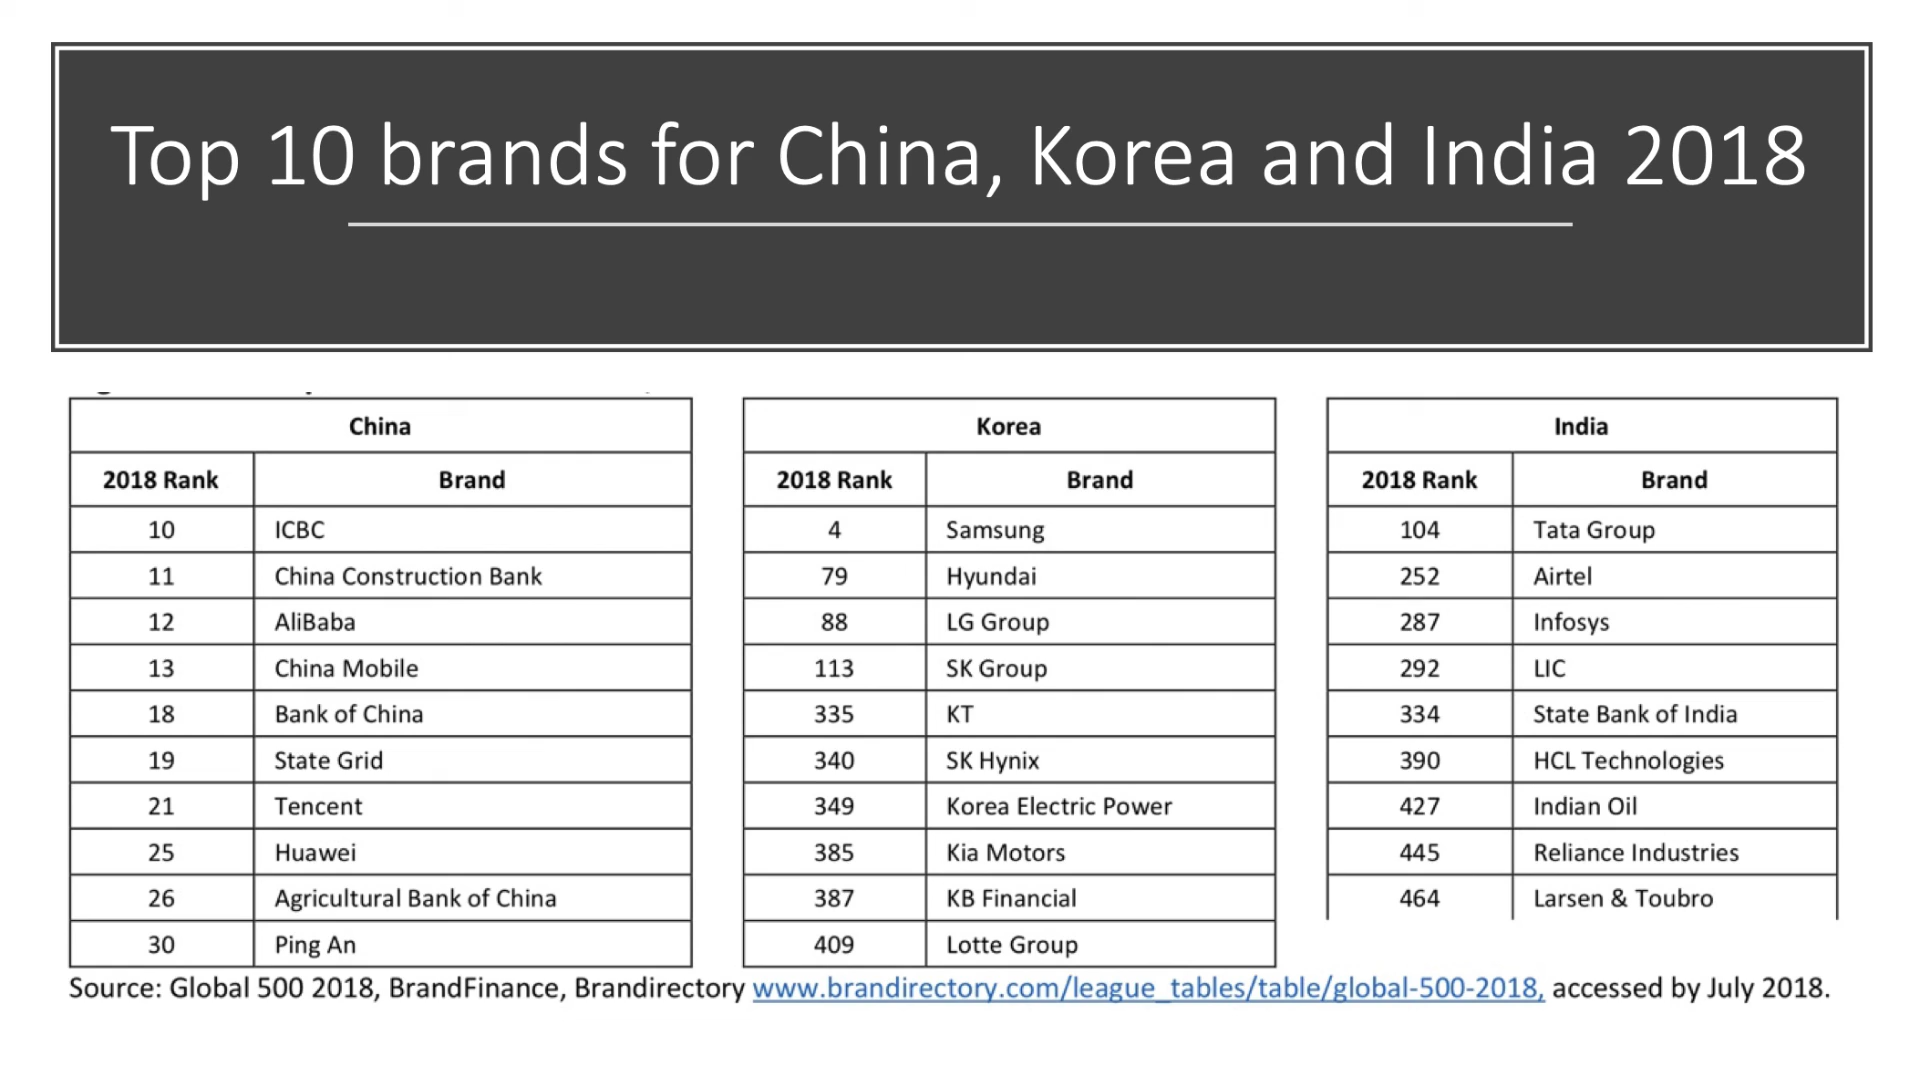 Top 10 brands for China, Korea and India 2018
China
2018 Rank Brand
10 ICBC
11 China Construction Bank
12 AliBaba
13 China Mobile
18 Bank of China
19 State Grid
21 Tencent
25 Huawei
26 Agricultural Bank of China
30 Ping An
Korea
2018 Rank Brand
4 Samsung
79 Hyundai
88 LG Group
113 SK Group
335 KT
340 SK Hynix
349 Korea Electric Power
385 Kia Motors
387 KB Financial
409 Lotte Group
India
2018 Rank Brand
104 Tata Group
252 Airtel
287 Infosys
292 LIC
334 State Bank of India
390 HCL Technologies
427 Indian Oil
445 Reliance Industries
464 Larsen & Toubro
Source: Global 500 2018, BrandFinance, Brandirectory www.brandirectory.com/league_tables/table/global-500-2018, accessed by July 2018.